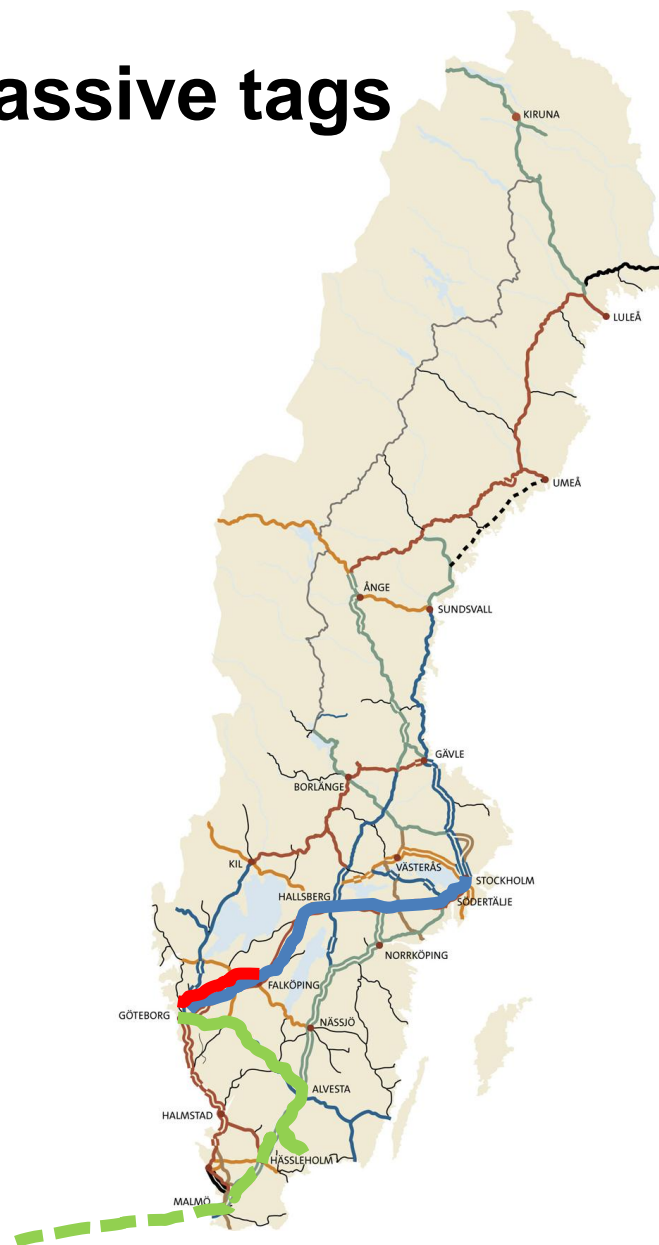 assive tags
KIRUNA
LULEÅ
UMEÅ
ÅNGE
SUNDSVALL
GÄVLE
BORLÄNGE
KIL
VÄSTERÅS
STOCKHOLM
HALLSBERG
SÖDERTÄLJE
NORRKÖPING
FALKÖPING
GÖTEBORG
NÄSSJÖ
ALVESTA
HALMSTAD
HÄSSLEHOLM
MALMÖ